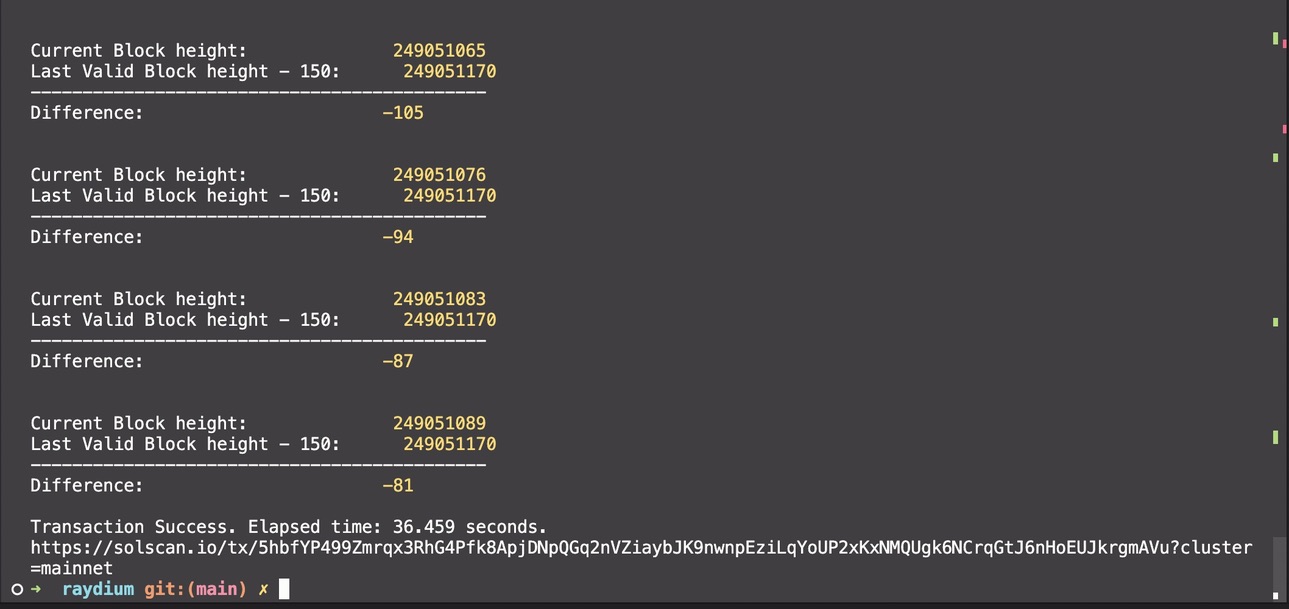 Current Block height: 249051065
Last Valid Block height - 150: 249051170
--------------------------------------------
Difference: -105
Current Block height: 249051076
Last Valid Block height - 150: 249051170
--------------------------------------------
Difference: -94
Current Block height: 249051083
Last Valid Block height - 150: 249051170
--------------------------------------------
Difference: -87
Current Block height: 249051089
Last Valid Block height - 150: 249051170
--------------------------------------------
Difference: -81
Transaction Success. Elapsed time: 36.459 seconds.
https://solscan.io/tx/5hbfYP499Zmrqx3RhG4Pfk8ApjDNpQGq2nVZiaybJK9nwnpEziLqYoUP2xKxNMQUgk6NCrqGtJ6nHoEUJkrgmAVu?cluster
=mainnet
➜ raydium git:(main) ✗